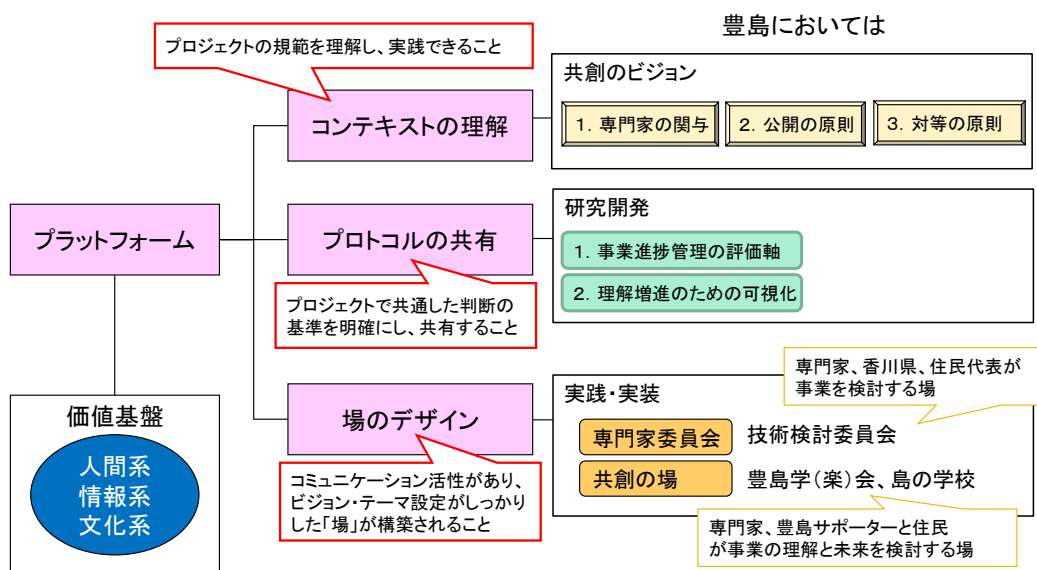 豊島においては
プロジェクトの規範を理解し、実践できること
コンテキストの理解
共創のビジョン
1. 専門家の関与
2. 公開の原則
3. 対等の原則
プラットフォーム
プロトコルの共有
プロジェクトで共通した判断の
基準を明確にし、共有すること
研究開発
1. 事業進捗管理の評価軸
2. 理解増進のための可視化
価値基盤
人間系
情報系
文化系
場のデザイン
コミュニケーション活性があり、
ビジョン・テーマ設定がしっかり
した「場」が構築されること
専門家、香川県、住民代表が
事業を検討する場
実践・実装
専門家委員会
技術検討委員会
共創の場
豊島学(楽)会、島の学校
専門家、豊島サポーターと住民
が事業の理解と未来を検討する場